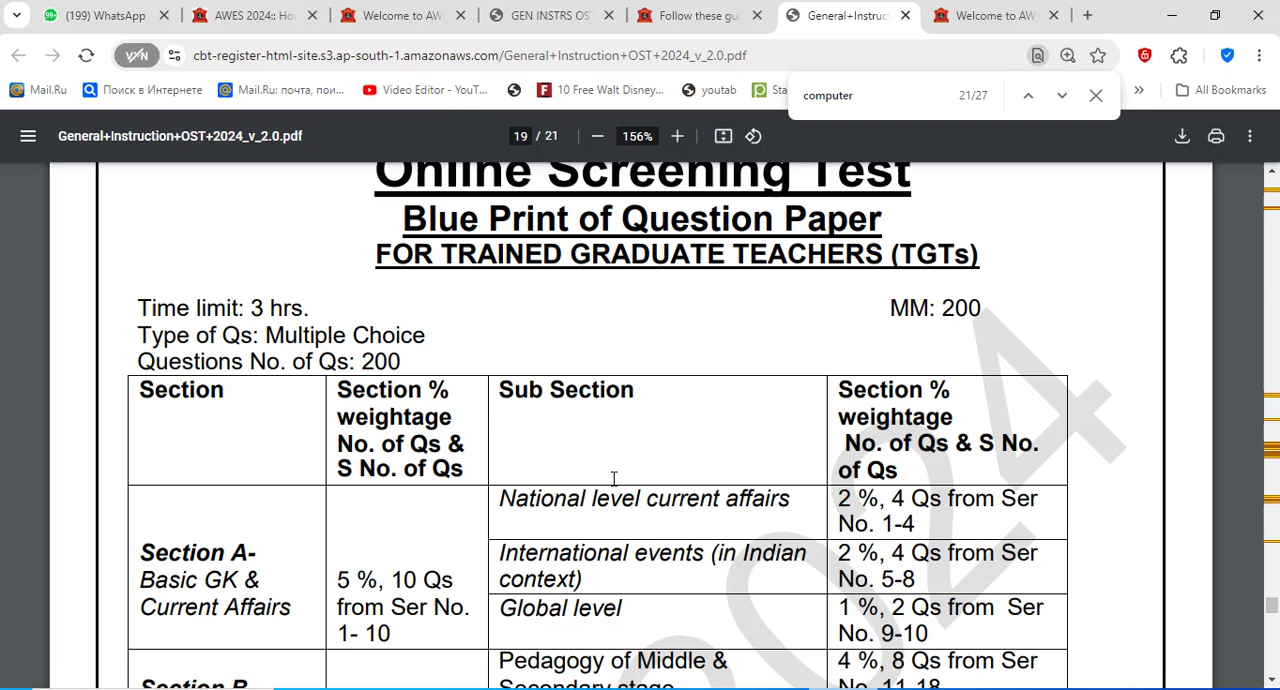 (199) WhatsApp
AWES 2024:: Ho
Welcome to AW
GEN INSTRS OS
Follow these gu
General+Instruc
Welcome to AW
cbt-register-html-site.s3.ap-south-1.amazonaws.com/General+Instruction+OST+2024_v_2.0.pdf
Mail.Ru
Поиск в Интернете
Mail.Ru: почта, пои...
Video Editor - YouT...
10 Free Walt Disney...
youtab
Sta
All Bookmarks
computer
21/27
General+Instruction+OST+2024_v_2.0.pdf
19 / 21
156%
Online Screening Test
Blue Print of Question Paper
FOR TRAINED GRADUATE TEACHERS (TGTs)
Time limit: 3 hrs.
MM: 200
Type of Qs: Multiple Choice
Questions No. of Qs: 200
Section
Section %
weightage
No. of Qs &
S No. of Qs
Sub Section
Section %
weightage
No. of Qs & S No.
of Qs
Section A-
Basic GK &
Current Affairs
5 %, 10 Qs
from Ser No.
1- 10
National level current affairs
2 %, 4 Qs from Ser
No. 1-4
International events (in Indian
context)
2 %, 4 Qs from Ser
No. 5-8
Global level
1 %, 2 Qs from Ser
No. 9-10
Section B
Pedagogy of Middle &
Secondary stage
4 %, 8 Qs from Ser
No. 11-18
2024